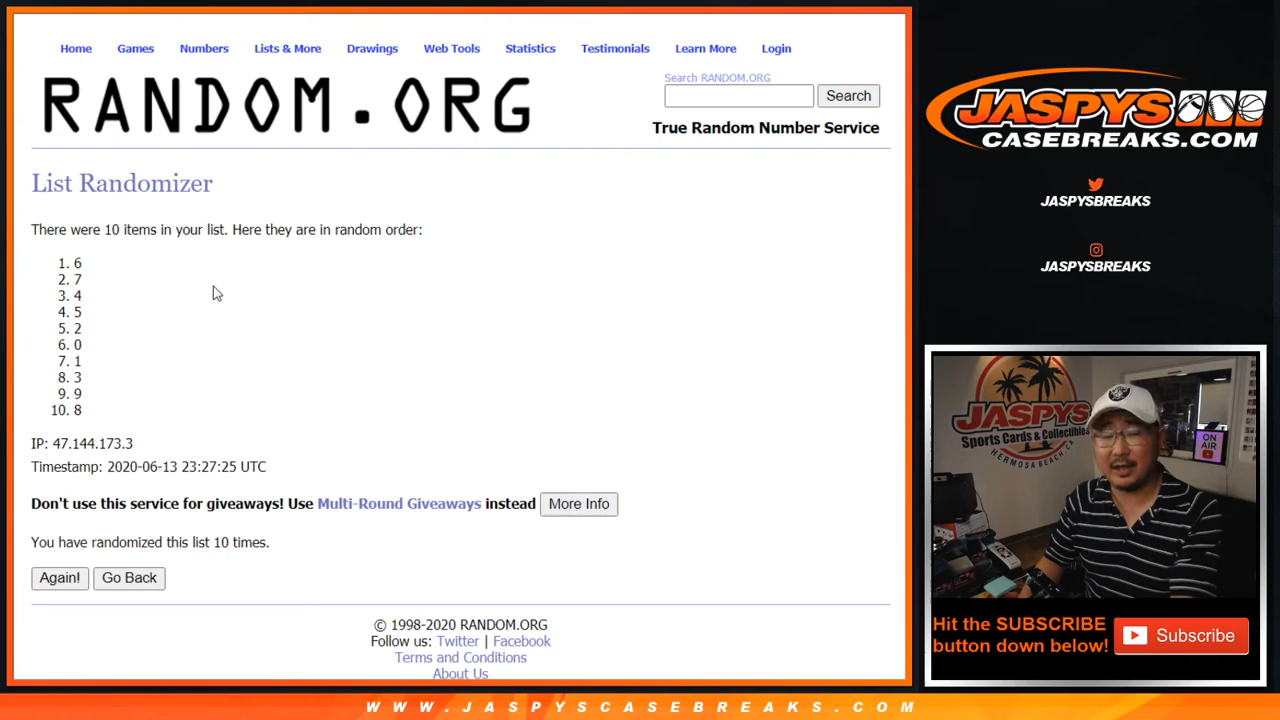 Home Games Numbers Lists & More Drawings Web Tools Statistics Testimonials Learn More Login
RANDOM.ORG
Search RANDOM.ORG
Search
True Random Number Service
List Randomizer
There were 10 items in your list. Here they are in random order:
1. 6
2. 7
3. 4
4. 5
5. 2
6. 0
7. 1
8. 3
9. 9
10. 8
IP: 47.144.173.3
Timestamp: 2020-06-13 23:27:25 UTC
Don't use this service for giveaways! Use Multi-Round Giveaways instead More Info
You have randomized this list 10 times.
Again! Go Back
© 1998-2020 RANDOM.ORG
Follow us: Twitter | Facebook
Terms and Conditions
About Us
JASPYS
CASEBREAKS.COM
JASPYSBREAKS
JASPYSBREAKS
JASPYS
Sports Cards & Collectibles
HERMOSA BEACH CA
ON
AIR
Hit the SUBSCRIBE
button down below!
Subscribe
WWW.JASPYSCASEBREAKS.COM